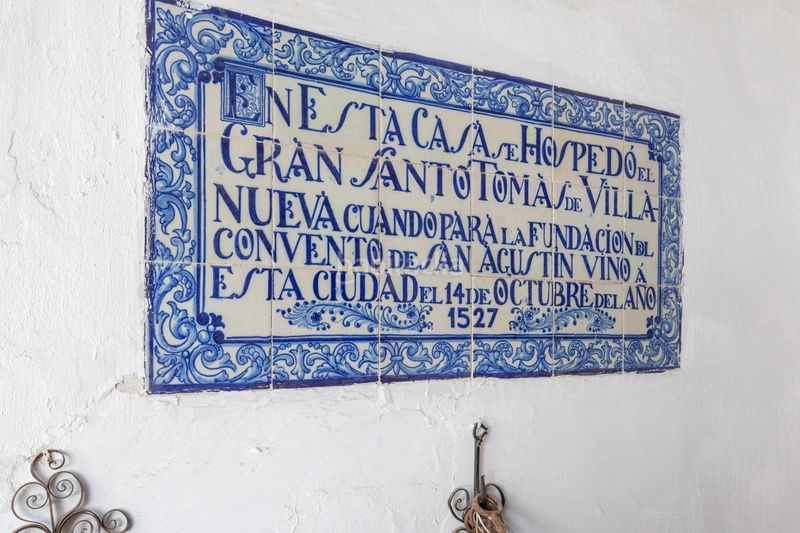 EN ESTA CASA SE HOSPEDÓ EL
GRAN SANTO TOMÀS DE VILLA-
NUEVA CUANDO PARA LA FUNDACION DEL
CONVENTO DE SAN AGUSTIN VINO Á
ESTA CIUDAD EL 14 DE OCTUBRE DEL AÑO
1527